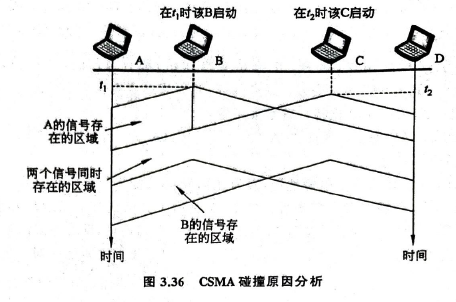 在t₁时该B启动
在t₂时该C启动
A
B
C
D
t₁
t₂
A的信号存
在的区域
两个信号同时
存在的区域
B的信号存
在的区域
时间
时间
图 3.36 CSMA 碰撞原因分析